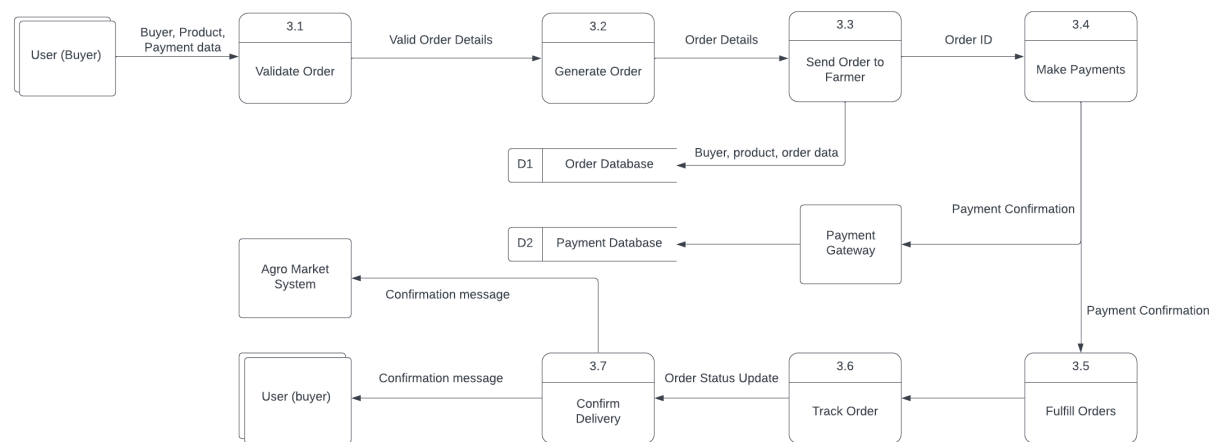 User (Buyer)
Buyer, Product,
Payment data
3.1
Validate Order
Valid Order Details
3.2
Generate Order
Order Details
3.3
Send Order to
Farmer
Order ID
3.4
Make Payments
D1
Order Database
Buyer, product, order data
Payment Confirmation
D2
Payment Database
Payment
Gateway
Agro Market
System
Confirmation message
Payment Confirmation
User (buyer)
Confirmation message
3.7
Confirm
Delivery
Order Status Update
3.6
Track Order
3.5
Fulfill Orders